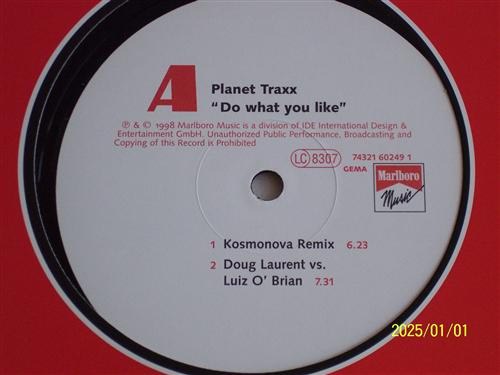 A
Planet Traxx
"Do what you like"
℗ & © 1998 Marlboro Music is a division of IDE International Design &
Entertainment GmbH. Unauthorized Public Performance, Broadcasting and
Copying of this Record is Prohibited
LC 8307
74321 60249 1
GEMA
Marlboro
Music
1 Kosmonova Remix 6.23
2 Doug Laurent vs.
Luiz O' Brian 7.31
2025/01/01